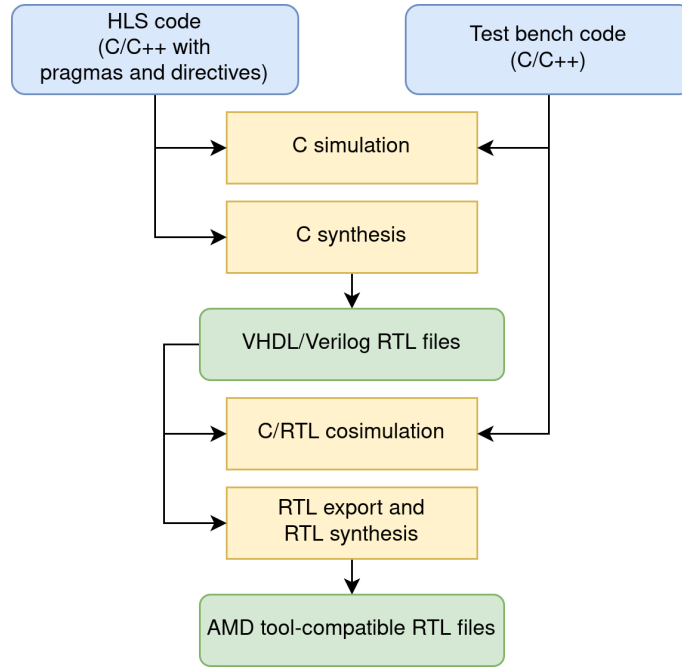 HLS code
(C/C++ with
pragmas and directives)
Test bench code
(C/C++)
C simulation
C synthesis
VHDL/Verilog RTL files
C/RTL cosimulation
RTL export and
RTL synthesis
AMD tool-compatible RTL files